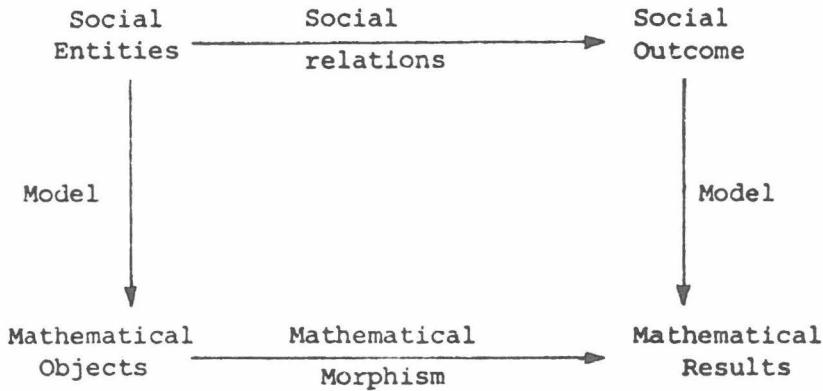 Social
Entities
Social
relations
Social
Outcome
Model
Model
Mathematical
Objects
Mathematical
Morphism
Mathematical
Results